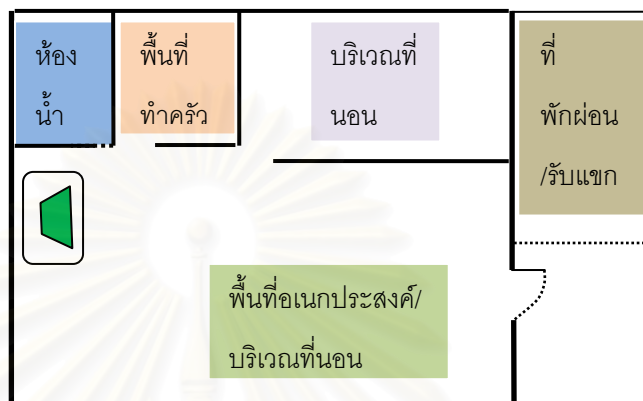 ห้อง
น้ำ
พื้นที่
ทำครัว
บริเวณที่
นอน
ที่
พักผ่อน
/รับแขก
พื้นที่อเนกประสงค์/
บริเวณที่นอน